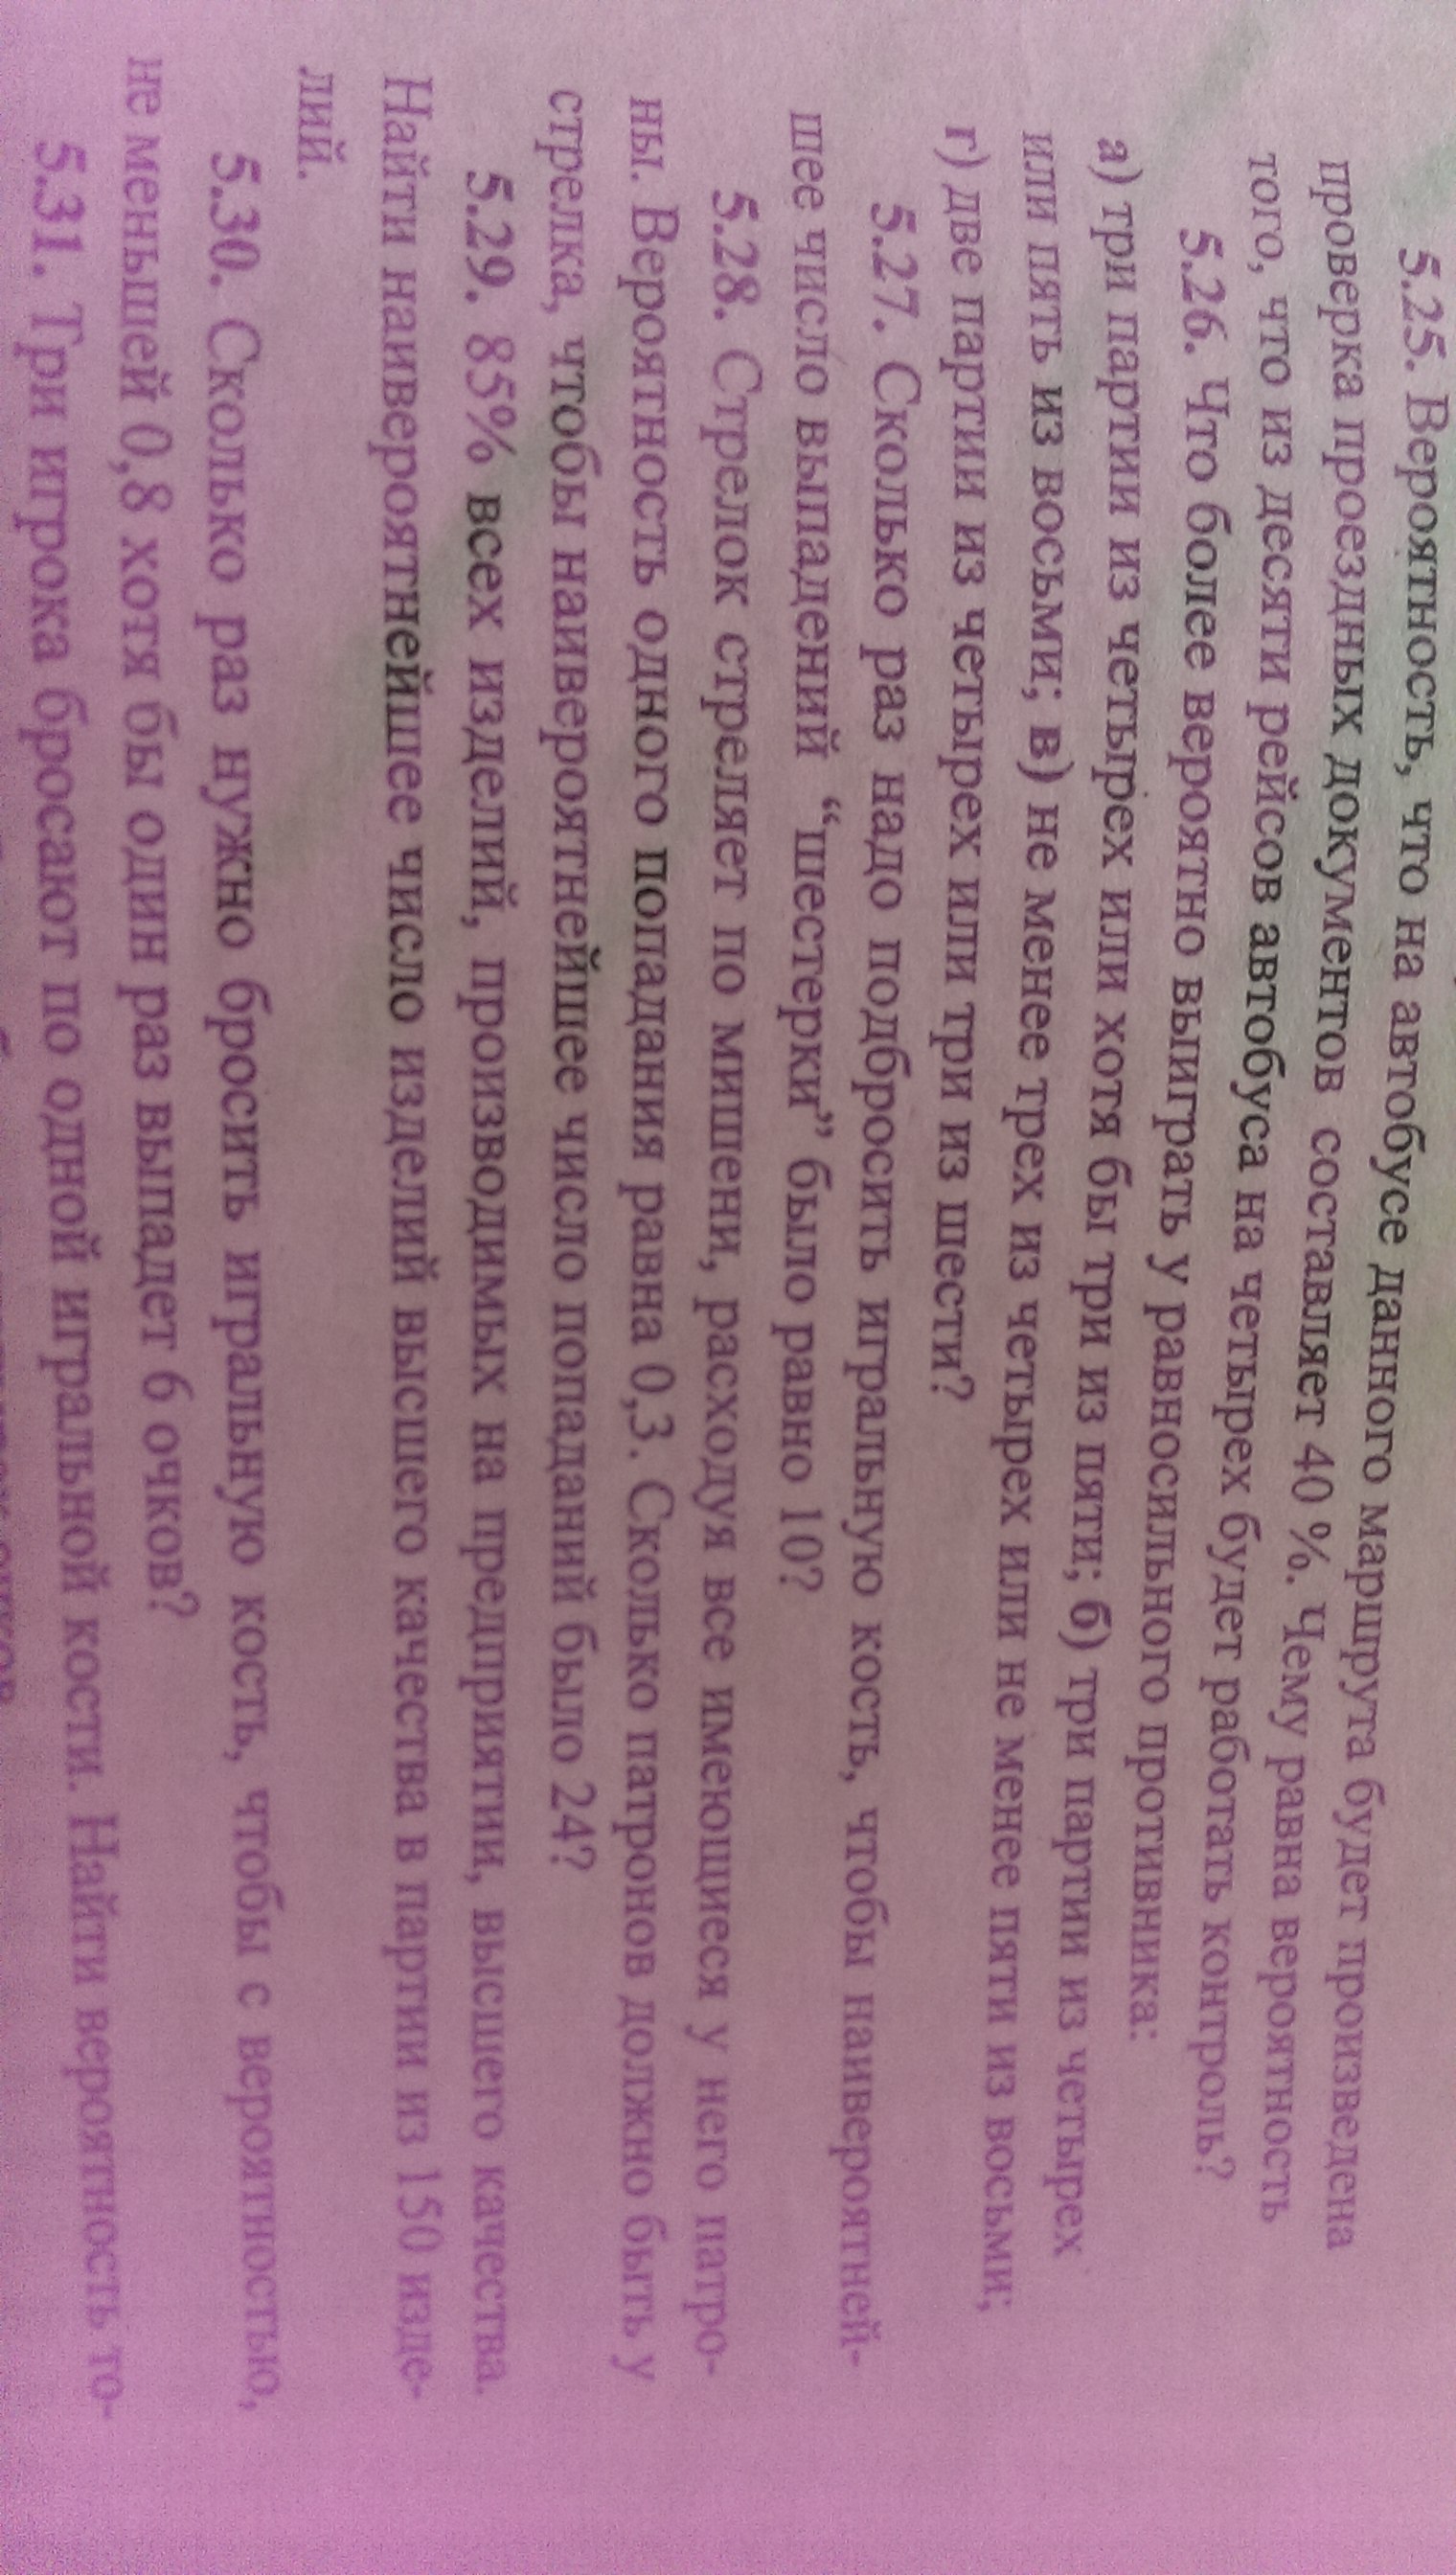 5.25. Вероятность, что на автобусе данного маршрута будет произведена
проверка проездных документов составляет 40 %. Чему равна вероятность
того, что из десяти рейсов автобуса на четырех будет работать контроль?
5.26. Что более вероятно выиграть у равносильного противника:
а) три партии из четырех или хотя бы три из пяти; б) три партии из четырех
или пять из восьми; в) не менее трех из четырех или не менее пяти из восьми;
г) две партии из четырех или три из шести?
5.27. Сколько раз надо подбросить игральную кость, чтобы наивероятней-
шее число выпадений “шестерки” было равно 10?
5.28. Стрелок стреляет по мишени, расходуя все имеющиеся у него патро-
ны. Вероятность одного попадания равна 0,3. Сколько патронов должно быть у
стрелка, чтобы наивероятнейшее число попаданий было 24?
5.29. 85% всех изделий, производимых на предприятии, высшего качества.
Найти наивероятнейшее число изделий высшего качества в партии из 150 изде-
лий.
5.30. Сколько раз нужно бросить игральную кость, чтобы с вероятностью,
не меньшей 0,8 хотя бы один раз выпадет 6 очков?
5.31. Три игрока бросают по одной игральной кости. Найти вероятность то-